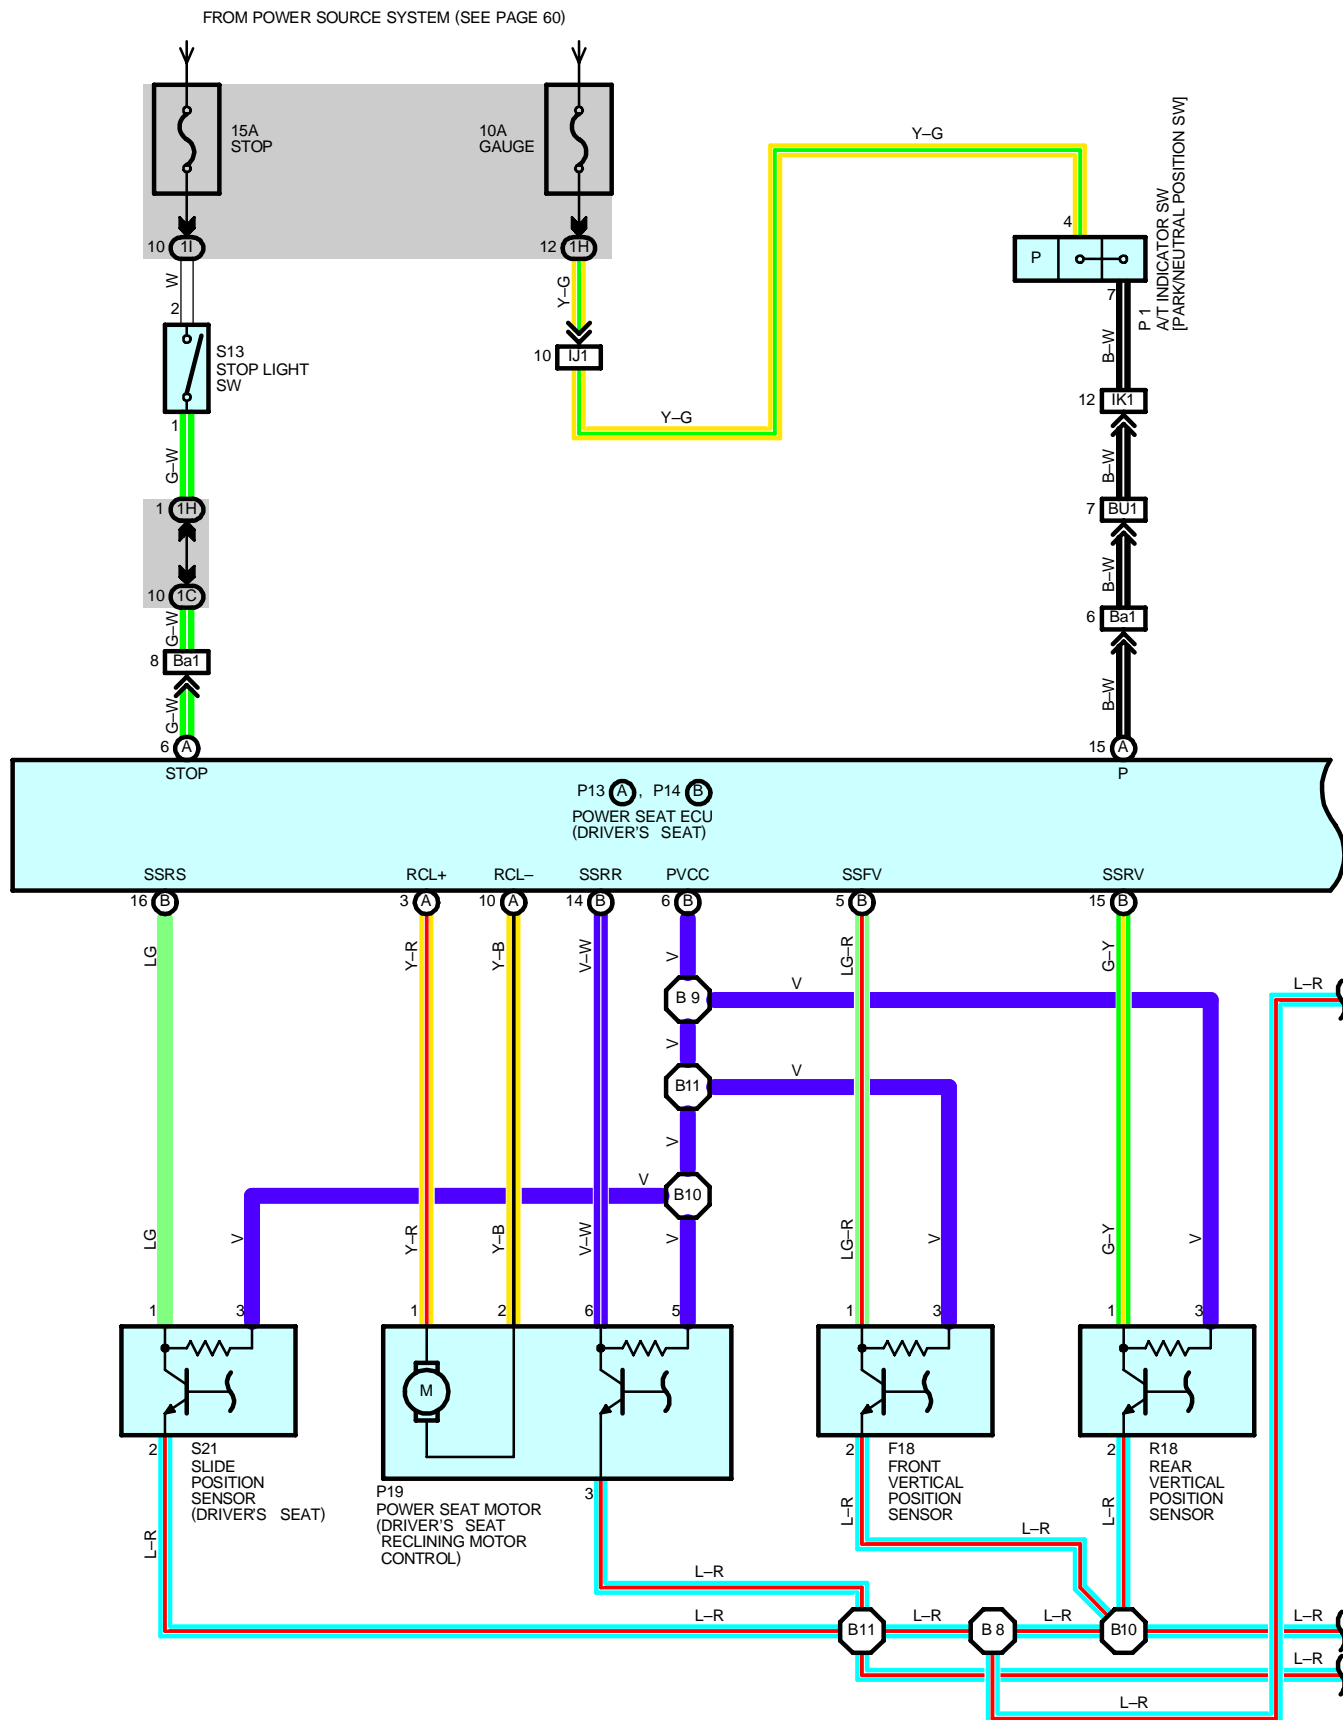 FROM POWER SOURCE SYSTEM (SEE PAGE 60)
15A
STOP
10A
GAUGE
10 1I
12 1H
W
2
S13
STOP LIGHT
SW
1
G–W
1 1H
10 1C
G–W
8 Ba1
G–W
6 A
STOP
Y–G
10 IJ1
Y–G
Y–G
4
P
7
P 1
A/T INDICATOR SW
[PARK/NEUTRAL POSITION SW]
B–W
12 IK1
B–W
7 BU1
B–W
6 Ba1
B–W
15 A
P
P13 A , P14 B
POWER SEAT ECU
(DRIVER'S SEAT)
SSRS
RCL+
RCL–
SSRR
PVCC
SSFV
SSRV
16 B
3 A
10 A
14 B
6 B
5 B
15 B
LG
Y–R
Y–B
V–W
V
LG–R
G–Y
B 9
V
L–R
V
B11
V
V
B10
V
LG
V
Y–R
Y–B
V–W
V
LG–R
V
G–Y
V
1
3
1
2
6
5
1
3
1
3
M
2
S21
SLIDE
POSITION
SENSOR
(DRIVER'S SEAT)
P19
POWER SEAT MOTOR
(DRIVER'S SEAT
RECLINING MOTOR
CONTROL)
3
2
F18
FRONT
VERTICAL
POSITION
SENSOR
2
R18
REAR
VERTICAL
POSITION
SENSOR
L–R
L–R
L–R
L–R
L–R
L–R
B11
L–R
B 8
L–R
B10
L–R
L–R
L–R